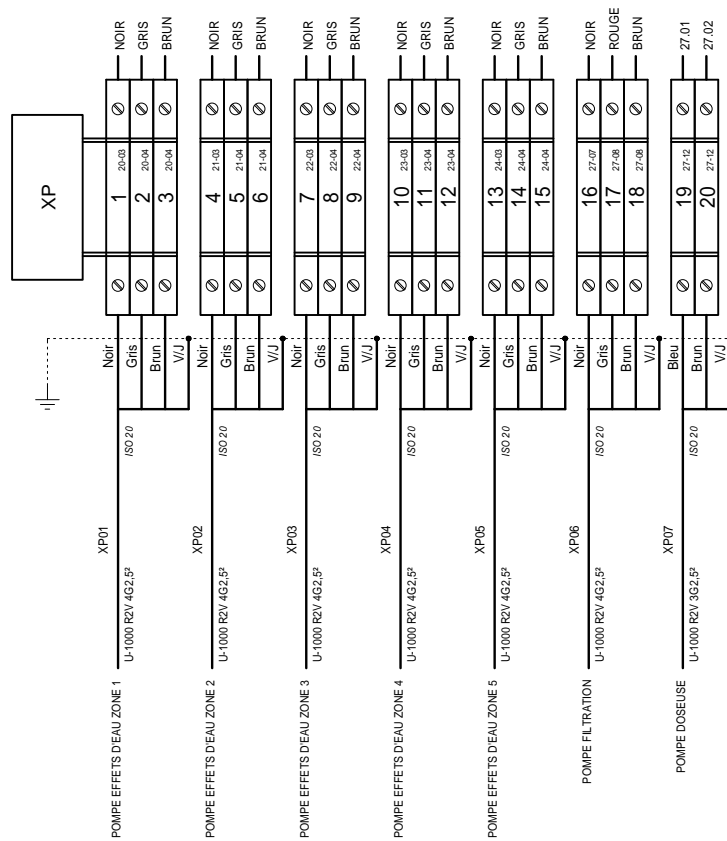 XP
1 20-03 NOIR
2 20-04 GRIS
3 20-04 BRUN
4 21-03 NOIR
5 21-04 GRIS
6 21-04 BRUN
7 22-03 NOIR
8 22-04 GRIS
9 22-04 BRUN
10 23-03 NOIR
11 23-04 GRIS
12 23-04 BRUN
13 24-03 NOIR
14 24-04 GRIS
15 24-04 BRUN
16 27-07 NOIR
17 27-08 ROUGE
18 27-08 BRUN
19 27-12 27.01
20 27-12 27.02
POMPE EFFETS D'EAU ZONE 1
U-1000 R2V 4G2,5²
XP01
ISO 20
Noir
Gris
Brun
V/J
POMPE EFFETS D'EAU ZONE 2
U-1000 R2V 4G2,5²
XP02
ISO 20
Noir
Gris
Brun
V/J
POMPE EFFETS D'EAU ZONE 3
U-1000 R2V 4G2,5²
XP03
ISO 20
Noir
Gris
Brun
V/J
POMPE EFFETS D'EAU ZONE 4
U-1000 R2V 4G2,5²
XP04
ISO 20
Noir
Gris
Brun
V/J
POMPE EFFETS D'EAU ZONE 5
U-1000 R2V 4G2,5²
XP05
ISO 20
Noir
Gris
Brun
V/J
POMPE FILTRATION
U-1000 R2V 4G2,5²
XP06
ISO 20
Noir
Gris
Brun
V/J
POMPE DOSEUSE
U-1000 R2V 3G2,5²
XP07
ISO 20
Bleu
Brun
V/J